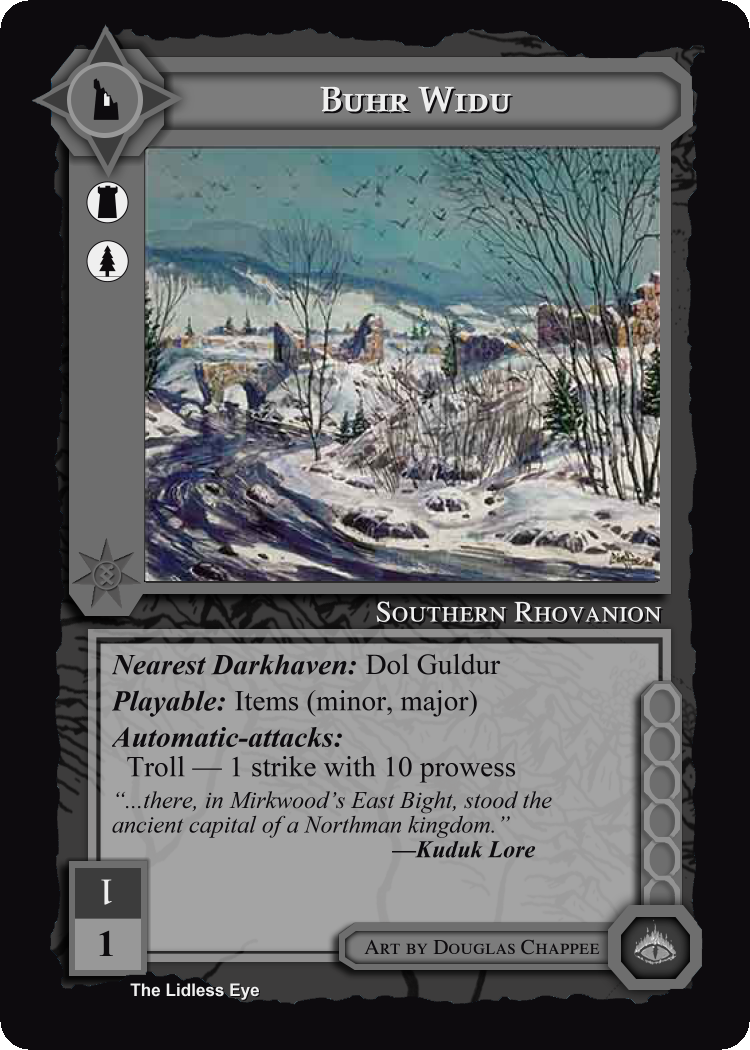 Buhr Widu
Southern Rhovanion
Nearest Darkhaven: Dol Guldur
Playable: Items (minor, major)
Automatic-attacks:
Troll — 1 strike with 10 prowess
“...there, in Mirkwood’s East Bight, stood the
ancient capital of a Northman kingdom.”
—Kuduk Lore
1
1
Art by Douglas Chappee
The Lidless Eye